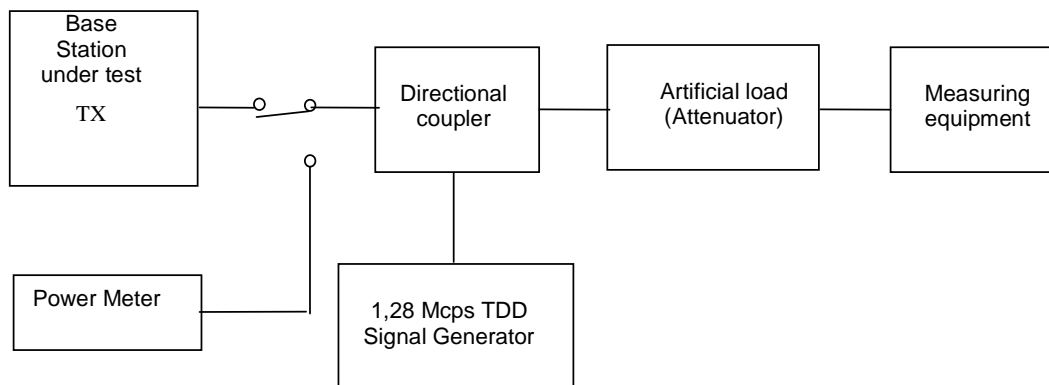 Base
Station
under test
TX
Directional
coupler
Artificial load
(Attenuator)
Measuring
equipment
Power Meter
1,28 Mcps TDD
Signal Generator